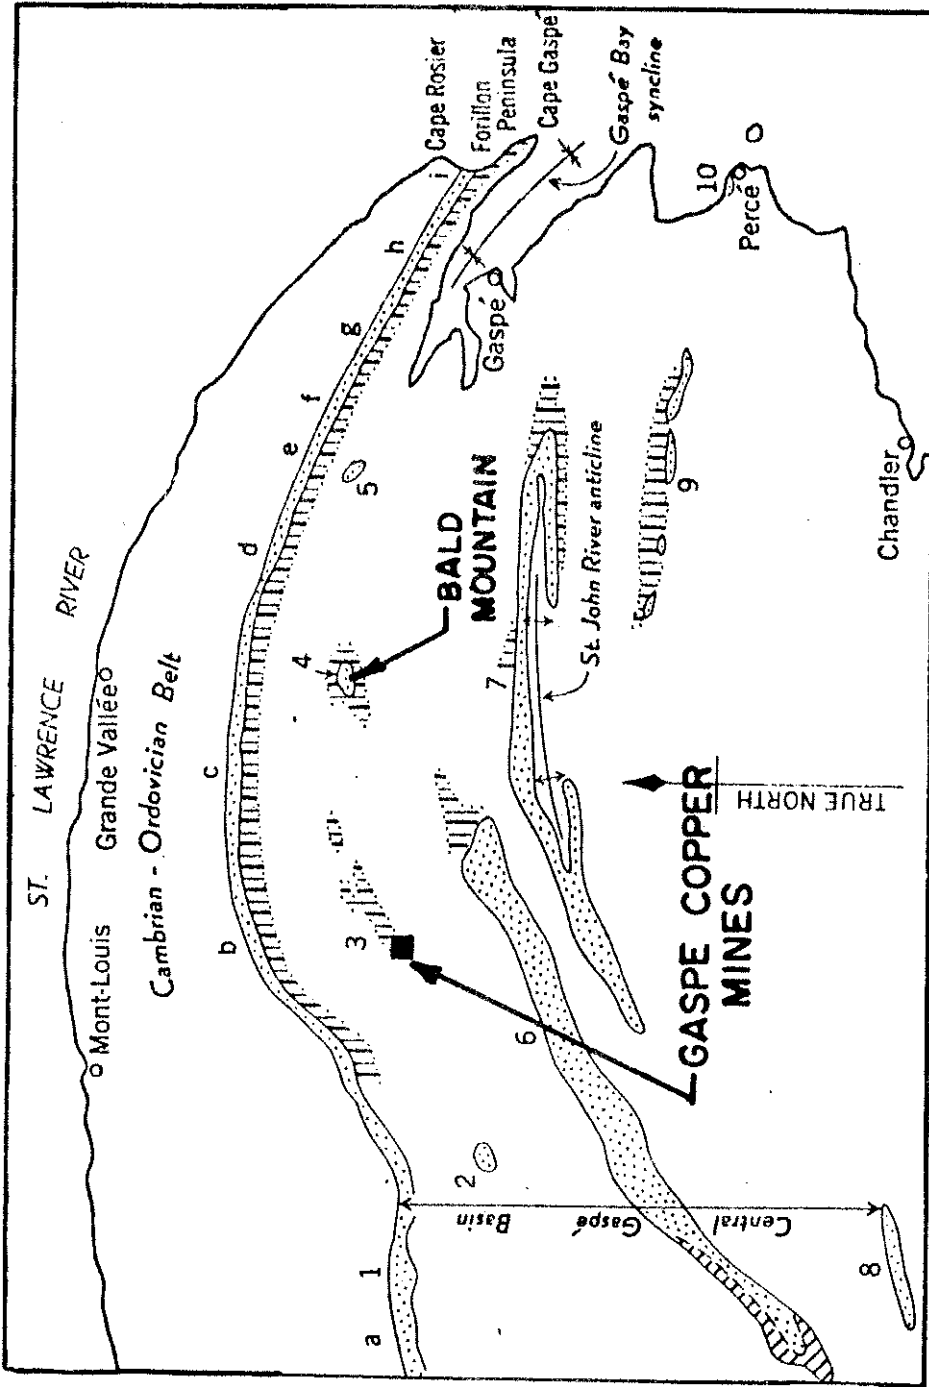 ST. LAWRENCE RIVER
Mont-Louis
Grande Vallée
Cambrian - Ordovician Belt
Cape Rosier
Forillon
Peninsula
Cape Gaspé
Gaspé Bay
syncline
a
1
b
c
d
e
f
g
h
i
2
3
4
5
BALD
MOUNTAIN
Gaspé
10
Percé
6
7
St. John River anticline
9
Chandler
GASPE COPPER
MINES
TRUE NORTH
Central Gaspé Basin
8